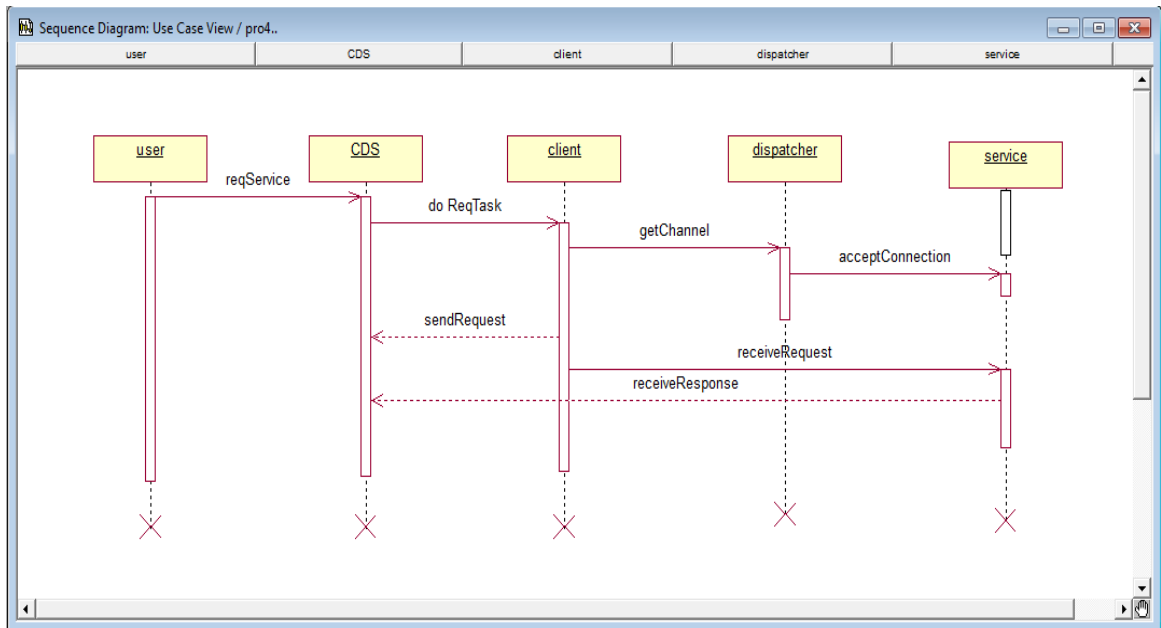 Sequence Diagram: Use Case View / pro4..
user CDS client dispatcher service
user CDS client dispatcher service
reqService
do ReqTask
getChannel
acceptConnection
sendRequest
receiveRequest
receiveResponse